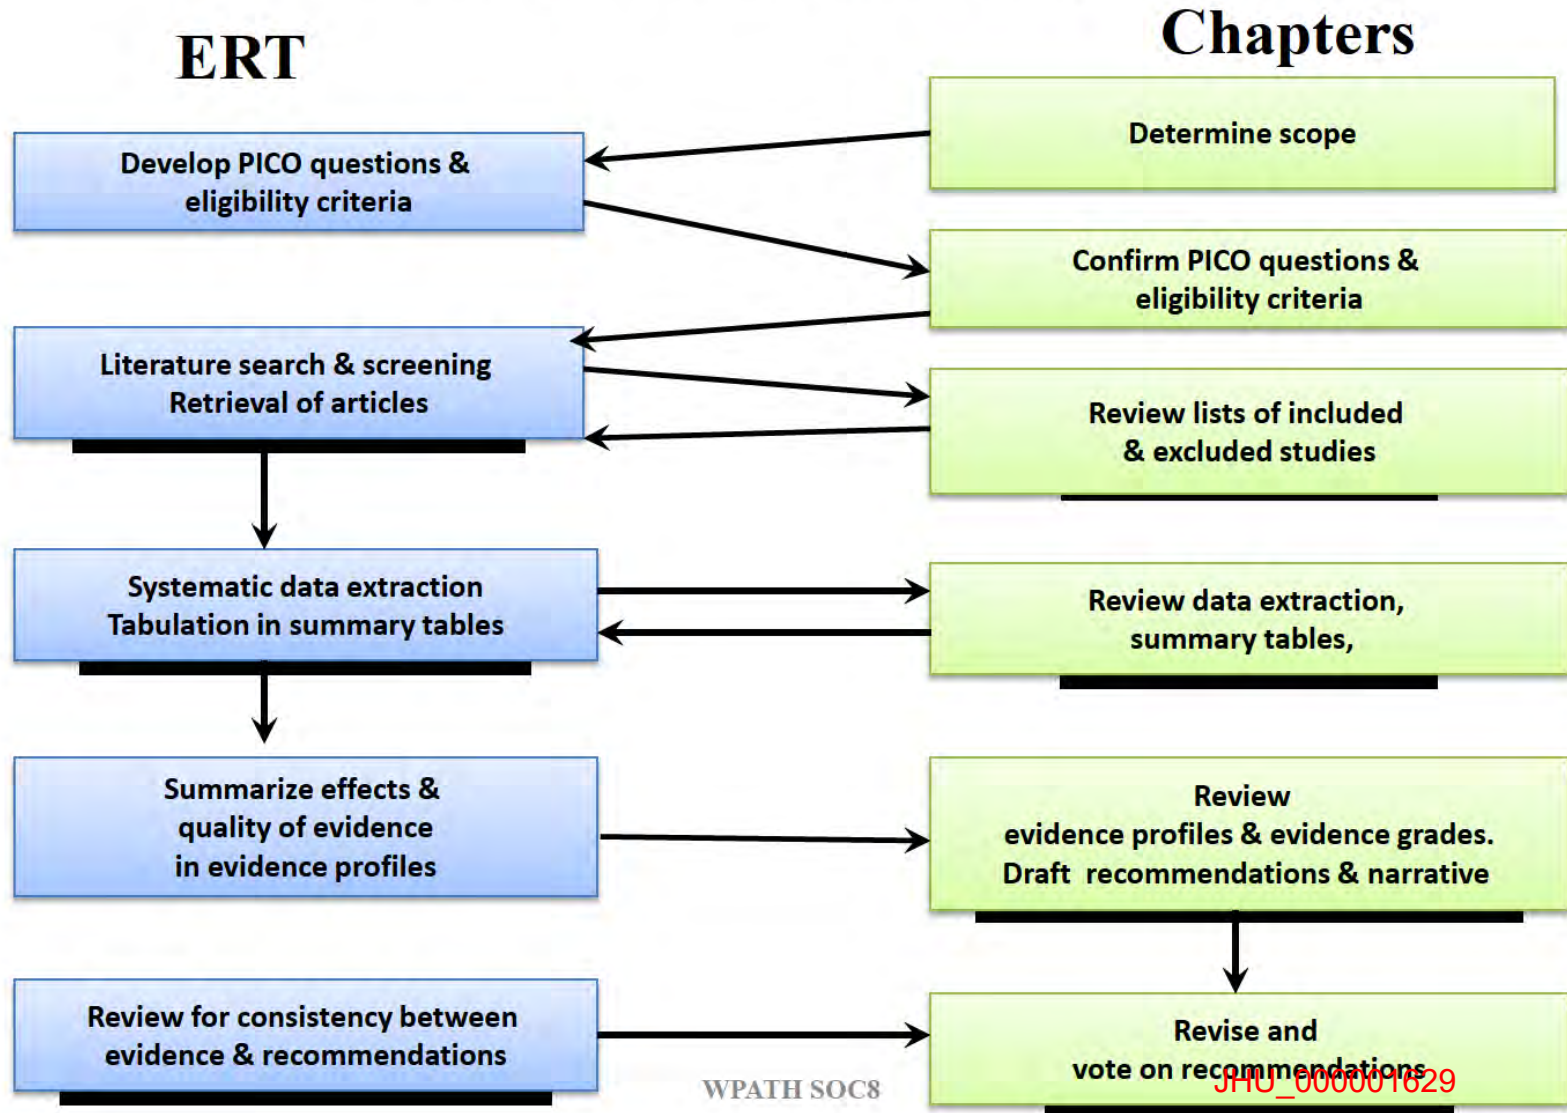 ERT
Chapters
Determine scope
Develop PICO questions &
eligibility criteria
Confirm PICO questions &
eligibility criteria
Literature search & screening
Retrieval of articles
Review lists of included
& excluded studies
Systematic data extraction
Tabulation in summary tables
Review data extraction,
summary tables,
Summarize effects &
quality of evidence
in evidence profiles
Review
evidence profiles & evidence grades.
Draft recommendations & narrative
Review for consistency between
evidence & recommendations
Revise and
vote on recommendations
WPATH SOC8
JHU_000001629